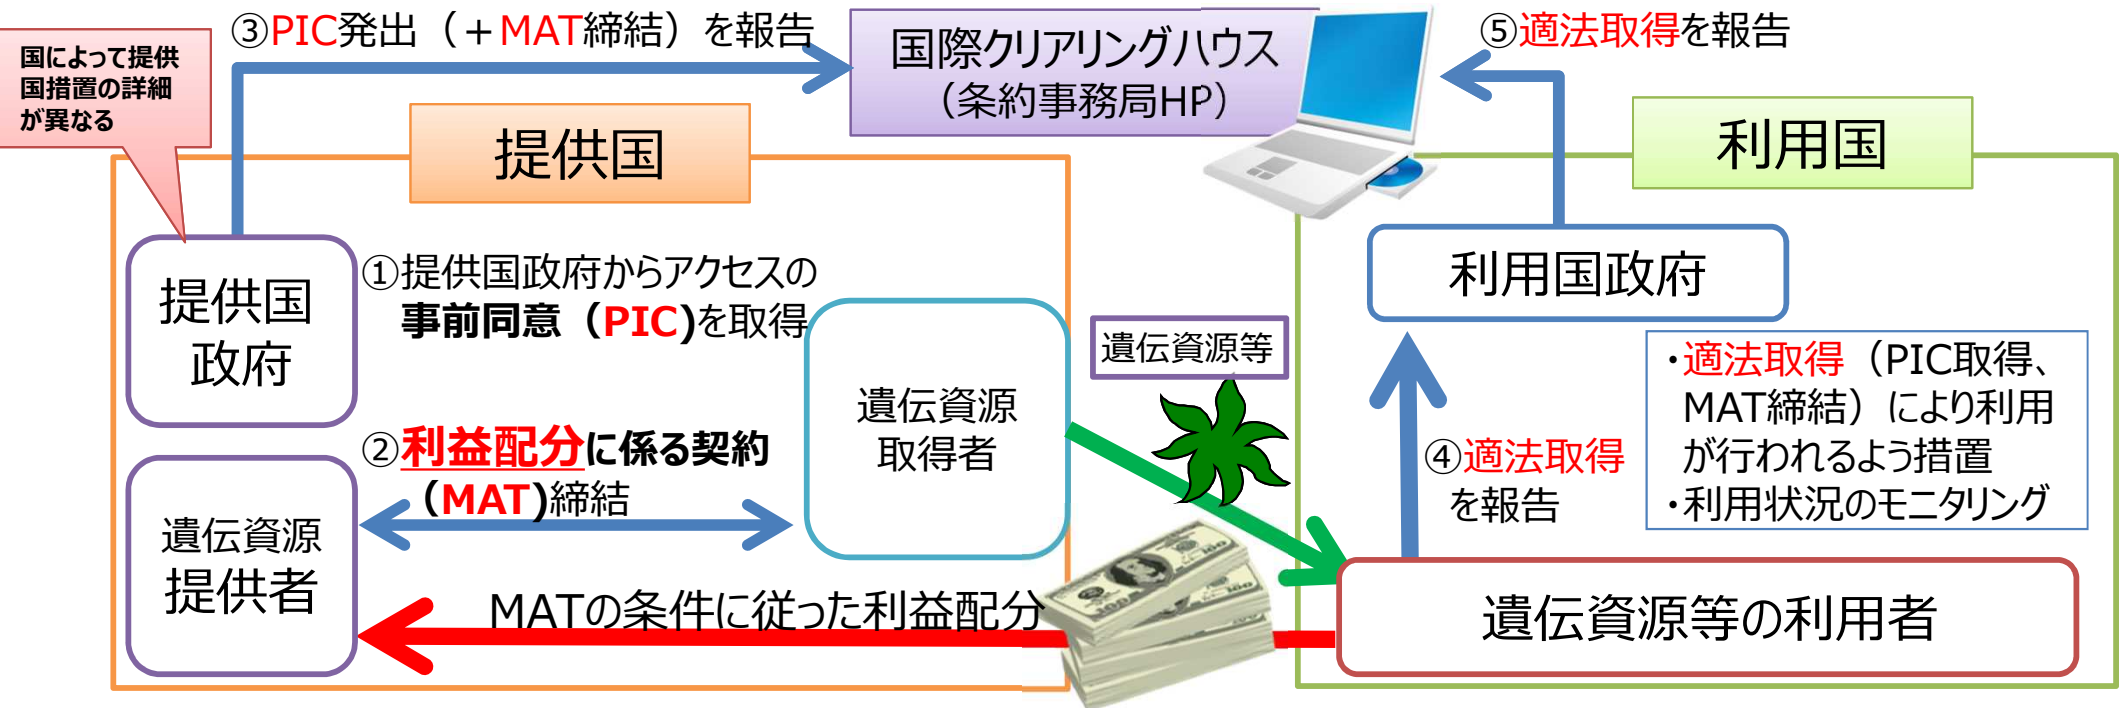 ③PIC発出（＋MAT締結）を報告
国際クリアリングハウス
（条約事務局HP）
⑤適法取得を報告
国によって提供
国措置の詳細
が異なる
提供国
利用国
提供国
政府
①提供国政府からアクセスの
事前同意（PIC)を取得
利用国政府
遺伝資源等
・適法取得（PIC取得、
MAT締結）により利用
が行われるよう措置
・利用状況のモニタリング
遺伝資源
取得者
②利益配分に係る契約
（MAT)締結
④適法取得
を報告
遺伝資源
提供者
MATの条件に従った利益配分
遺伝資源等の利用者